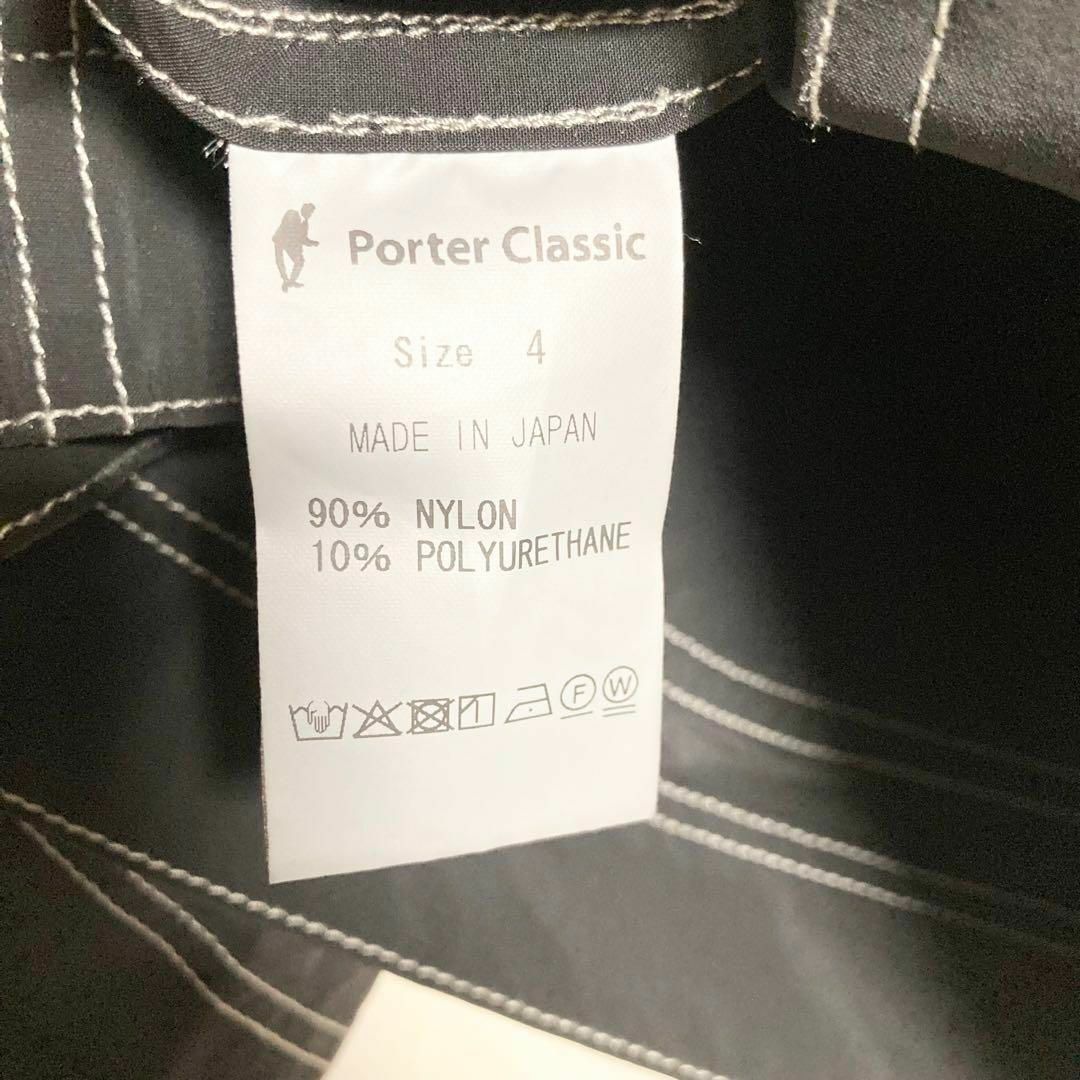 Porter Classic
Size 4
MADE IN JAPAN
90% NYLON
10% POLYURETHANE
F W